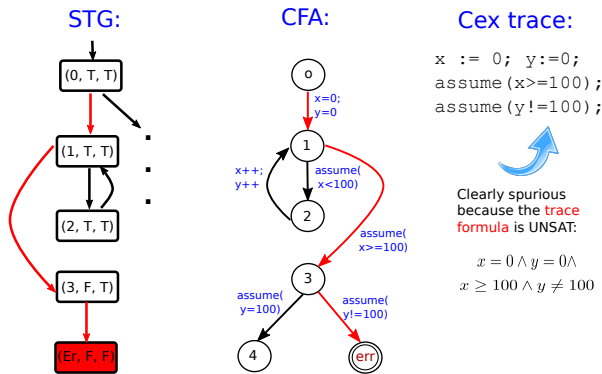 STG:
(0, T, T)
(1, T, T)
(2, T, T)
(3, F, T)
(Er, F, F)
CFA:
o
x=0;
y=0
1
x++;
y++
assume(
x<100)
2
assume(
x>=100)
3
assume(
y=100)
assume(
y!=100)
4
err
Cex trace:
x := 0; y:=0;
assume(x>=100);
assume(y!=100);
Clearly spurious
because the trace
formula is UNSAT:
x = 0 ∧ y = 0∧
x ≥ 100 ∧ y ≠ 100